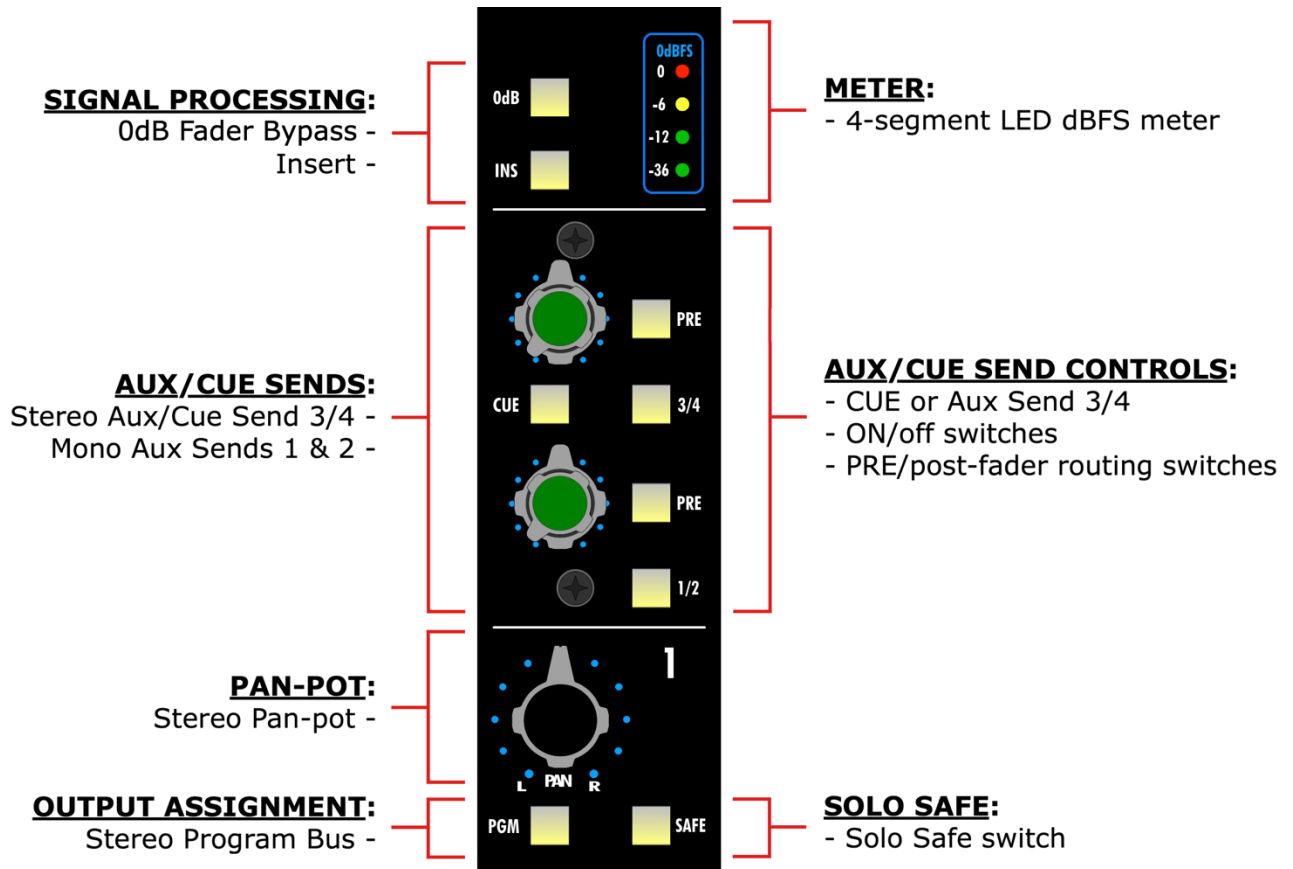 SIGNAL PROCESSING:
0dB Fader Bypass -
Insert -
AUX/CUE SENDS:
Stereo Aux/Cue Send 3/4 -
Mono Aux Sends 1 & 2 -
PAN-POT:
Stereo Pan-pot -
OUTPUT ASSIGNMENT:
Stereo Program Bus -
0dBFS
0
0dB
-6
-12
INS
-36
PRE
CUE
3/4
PRE
1/2
1
L PAN R
PGM
SAFE
METER:
- 4-segment LED dBFS meter
AUX/CUE SEND CONTROLS:
- CUE or Aux Send 3/4
- ON/off switches
- PRE/post-fader routing switches
SOLO SAFE:
- Solo Safe switch